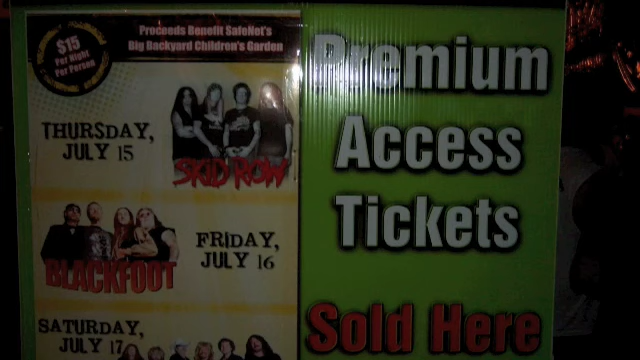 $15
Per Night
Per Person
Proceeds Benefit SafeNet's
Big Backyard Children's Garden
THURSDAY,
JULY 15
SKID ROW
BLACKFOOT
FRIDAY,
JULY 16
SATURDAY,
JULY 17
Premium
Access
Tickets
Sold Here